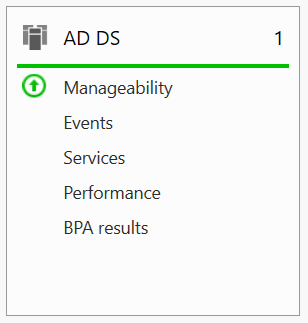 AD DS 1
Manageability
Events
Services
Performance
BPA results